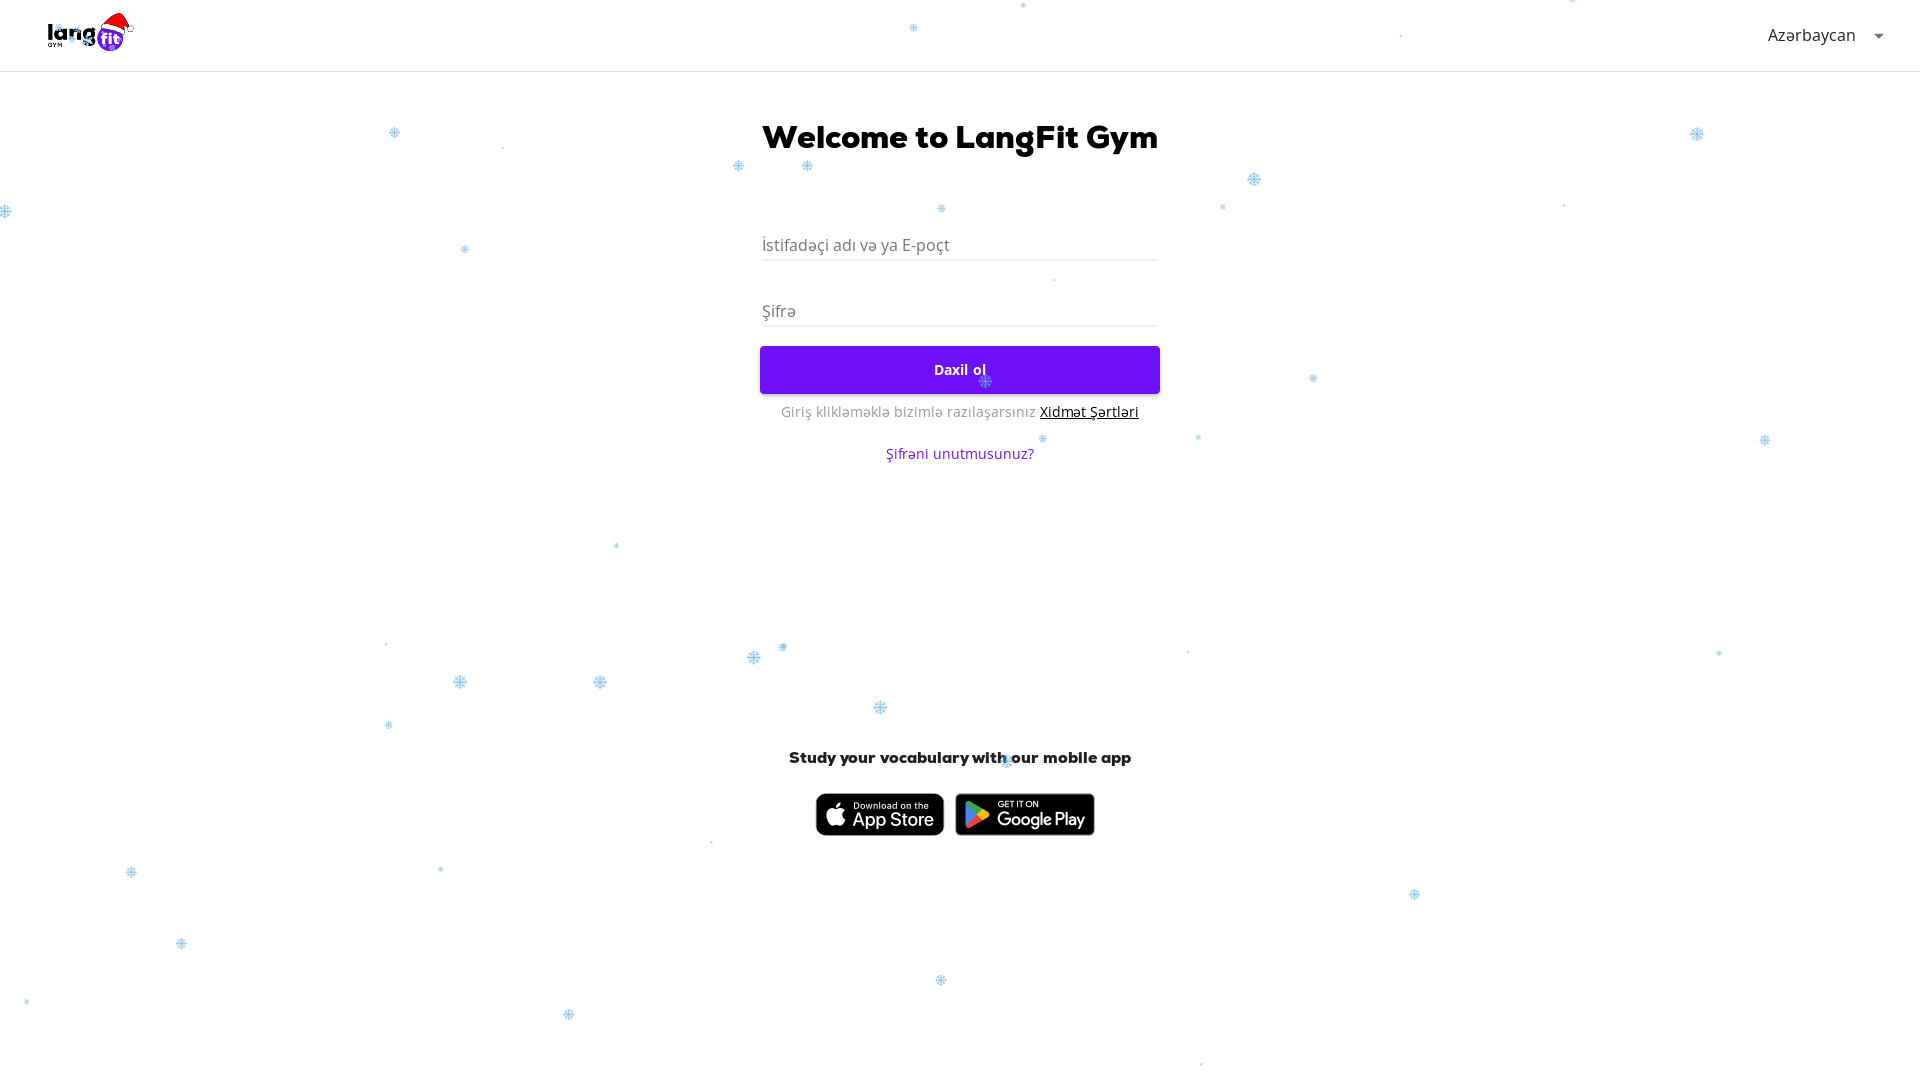 lang fit
GYM
Azərbaycan
Welcome to LangFit Gym
İstifadəçi adı və ya E-poçt
Şifrə
Daxil ol
Giriş klikləməklə bizimlə razılaşarsınız Xidmət Şərtləri
Şifrəni unutmusunuz?
Study your vocabulary with our mobile app
Download on the
App Store
GET IT ON
Google Play